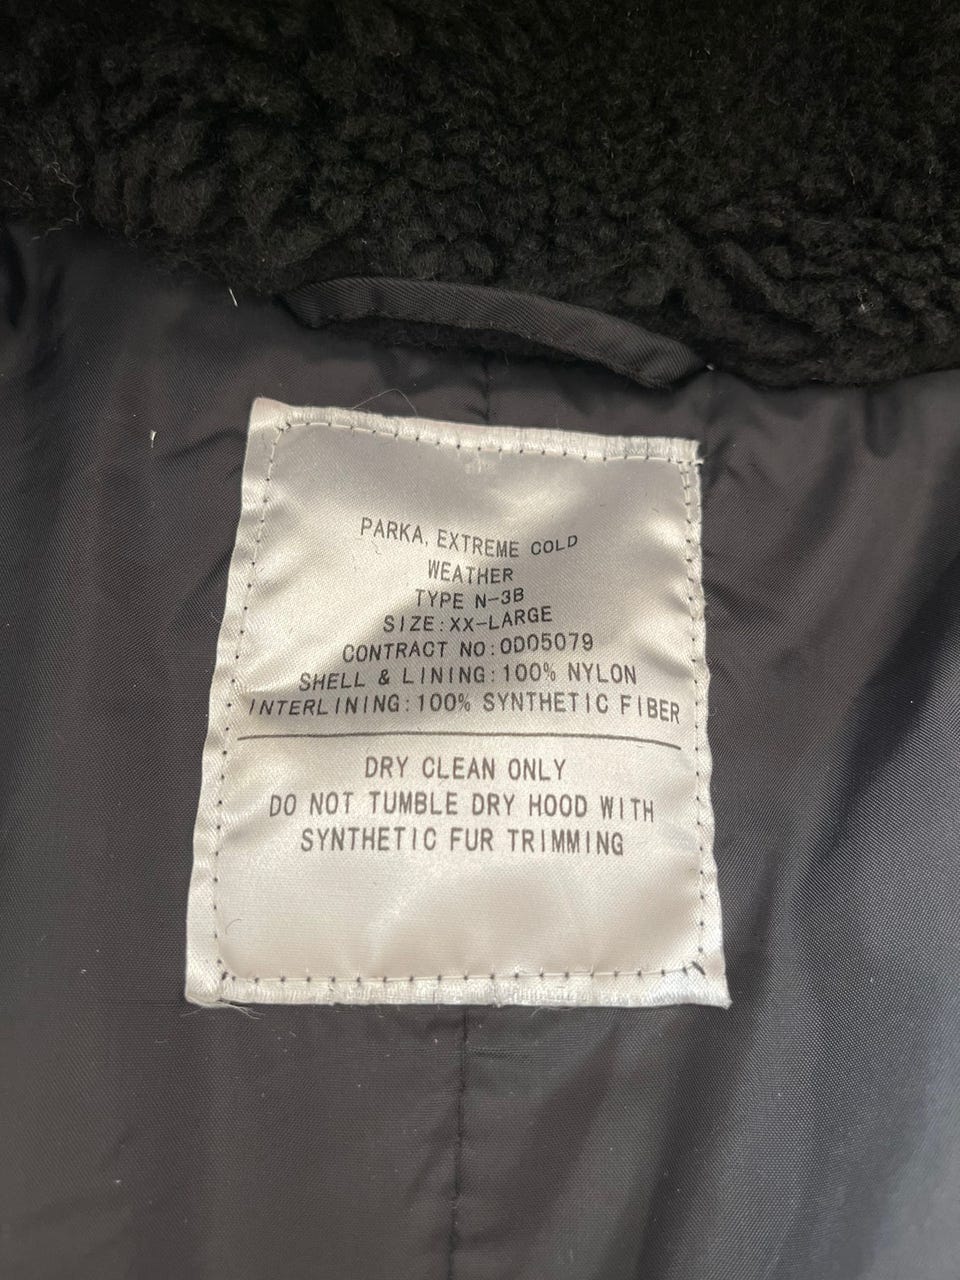 PARKA, EXTREME COLD
WEATHER
TYPE N-3B
SIZE:XX-LARGE
CONTRACT NO:0D05079
SHELL & LINING:100% NYLON
INTERLINING:100% SYNTHETIC FIBER
DRY CLEAN ONLY
DO NOT TUMBLE DRY HOOD WITH
SYNTHETIC FUR TRIMMING